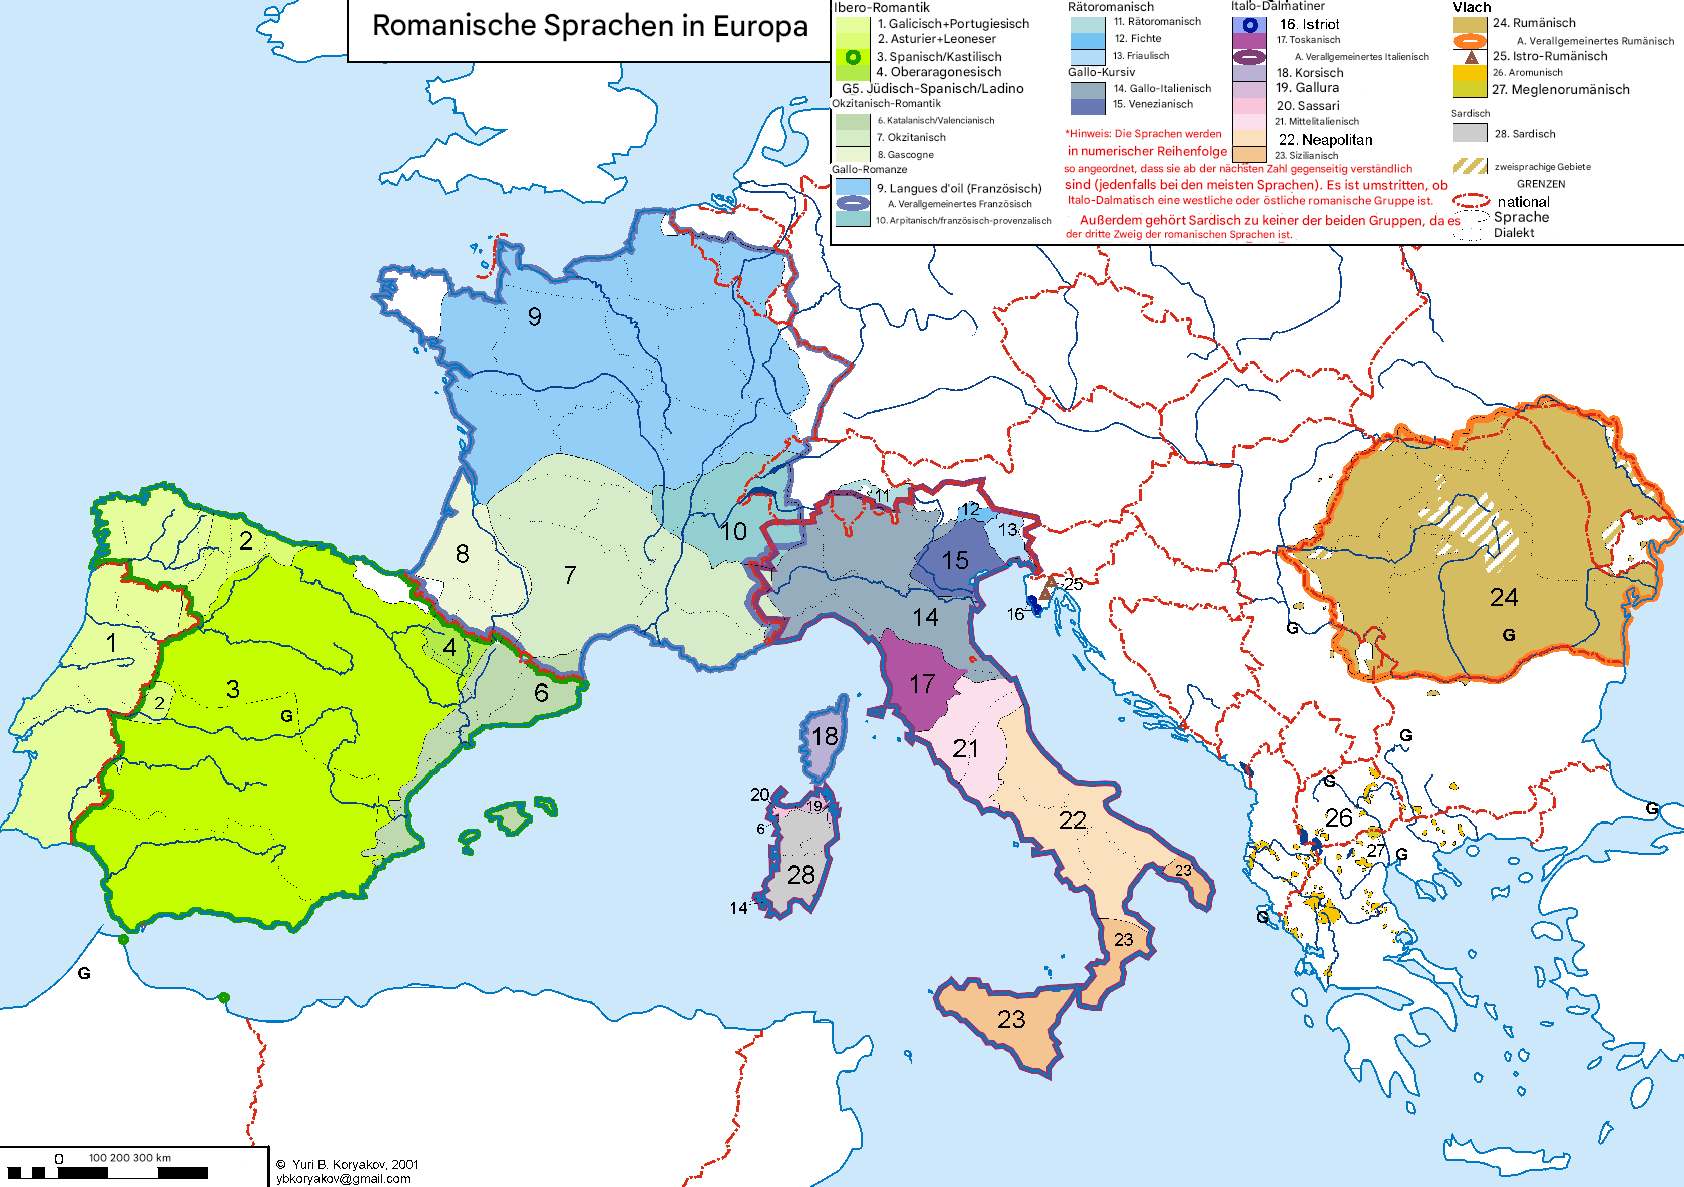 Romanische Sprachen in Europa
Ibero-Romantik
1. Galicisch+Portugiesisch
2. Asturier+Leoneser
3. Spanisch/Kastilisch
4. Oberaragonesisch
G5. Jüdisch-Spanisch/Ladino
Okzitanisch-Romantik
6. Katalanisch/Valencianisch
7. Okzitanisch
8. Gascogne
Gallo-Romanze
9. Langues d'oil (Französisch)
A. Verallgemeinertes Französisch
10. Arpitanisch/französisch-provenzalisch
Rätoromanisch
11. Rätoromanisch
12. Fichte
13. Friaulisch
Gallo-Kursiv
14. Gallo-Italienisch
15. Venezianisch
*Hinweis: Die Sprachen werden
in numerischer Reihenfolge
so angeordnet, dass sie ab der nächsten Zahl gegenseitig verständlich
sind (jedenfalls bei den meisten Sprachen). Es ist umstritten, ob
Italo-Dalmatisch eine westliche oder östliche romanische Gruppe ist.
Außerdem gehört Sardisch zu keiner der beiden Gruppen, da es
der dritte Zweig der romanischen Sprachen ist.
Italo-Dalmatiner
16. Istriot
17. Toskanisch
A. Verallgemeinertes Italienisch
18. Korsisch
19. Gallura
20. Sassari
21. Mittelitalienisch
22. Neapolitan
23. Sizilianisch
Vlach
24. Rumänisch
A. Verallgemeinertes Rumänisch
25. Istro-Rumänisch
26. Aromunisch
27. Meglenorumänisch
Sardisch
28. Sardisch
zweisprachige Gebiete
GRENZEN
national
Sprache
Dialekt
9
11
12
13
10
2
8
15
7
25
24
16
14
G
G
1
4
3
2
6
17
G
18
21
G
20
19
G
26
G
6
22
27
G
28
23
14
G
23
G
23
0
100 200 300 km
© Yuri B. Koryakov, 2001
ybkoryakov@gmail.com